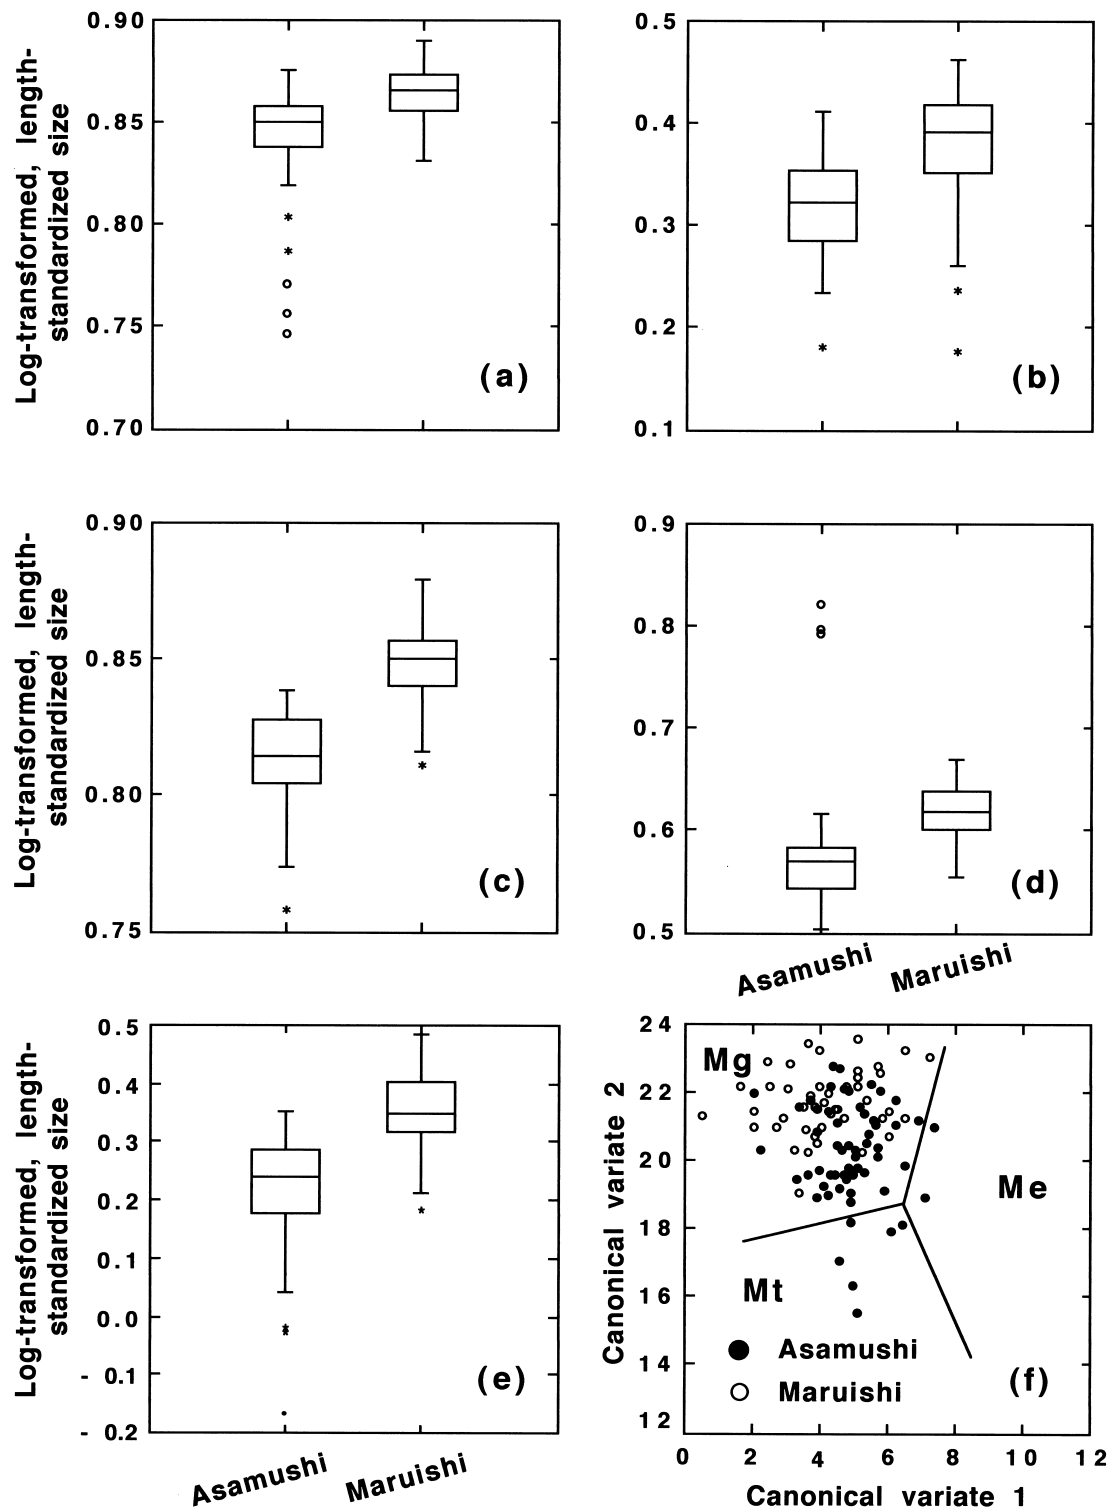 Log-transformed, length-
standardized size
0.90
0.85
0.80
0.75
0.70
(a)
0.5
0.4
0.3
0.2
0.1
(b)
Log-transformed, length-
standardized size
0.90
0.85
0.80
0.75
(c)
0.9
0.8
0.7
0.6
0.5
(d)
Asamushi
Maruishi
Log-transformed, length-
standardized size
0.5
0.4
0.3
0.2
0.1
0.0
- 0.1
- 0.2
(e)
Asamushi
Maruishi
Canonical variate 2
24
22
20
18
16
14
12
Mg
Me
Mt
Asamushi
Maruishi
(f)
0 2 4 6 8 10 12
Canonical variate 1